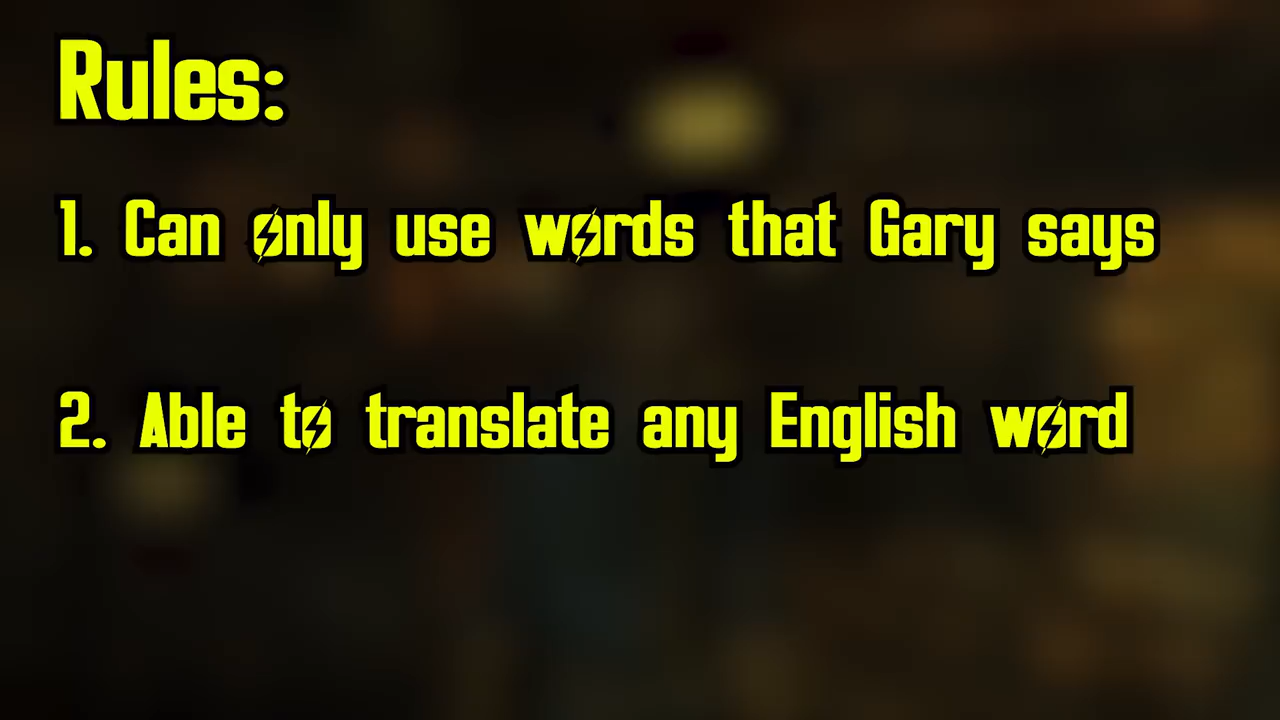 Rules:
1. Can only use words that Gary says
2. Able to translate any English word